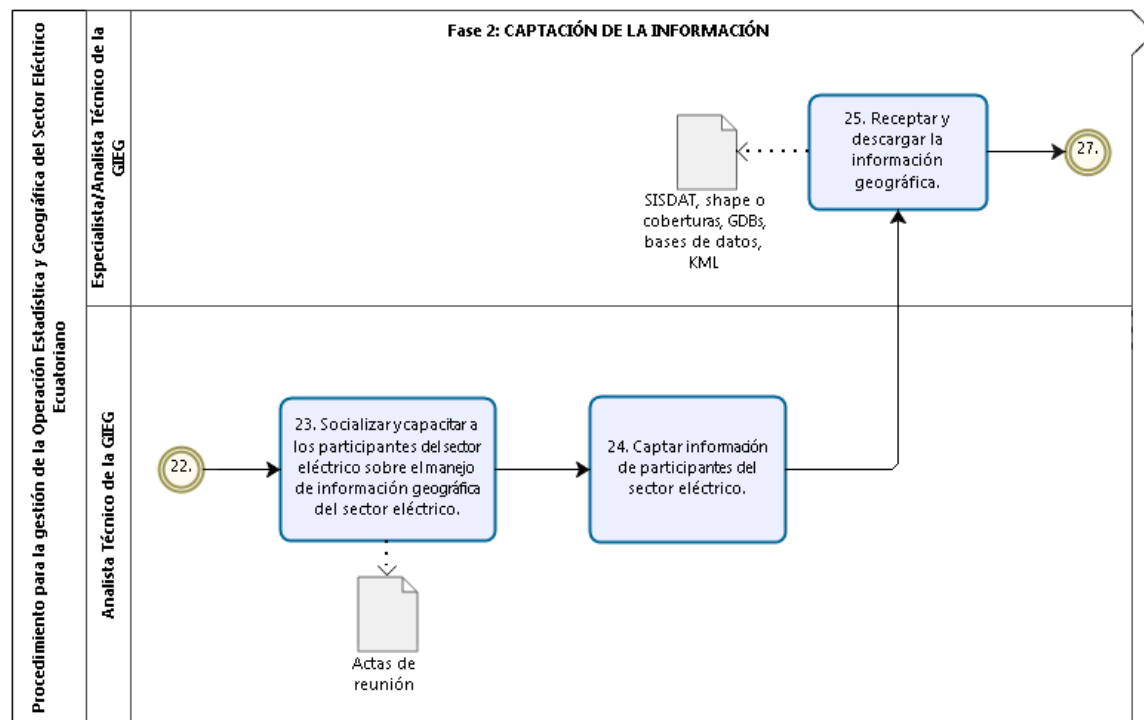 Procedimiento para la gestión de la Operación Estadística y Geográfica del Sector Eléctrico
Ecuatoriano
Fase 2: CAPTACIÓN DE LA INFORMACIÓN
Especialista/Analista Técnico de la
GIEG
25. Receptar y
descargar la
información
geográfica.
27.
SISDAT, shape o
coberturas, GDBs,
bases de datos,
KML
Analista Técnico de la GIEG
22.
23. Socializar y capacitar a
los participantes del sector
eléctrico sobre el manejo
de información geográfica
del sector eléctrico.
24. Captar información
de participantes del
sector eléctrico.
Actas de
reunión